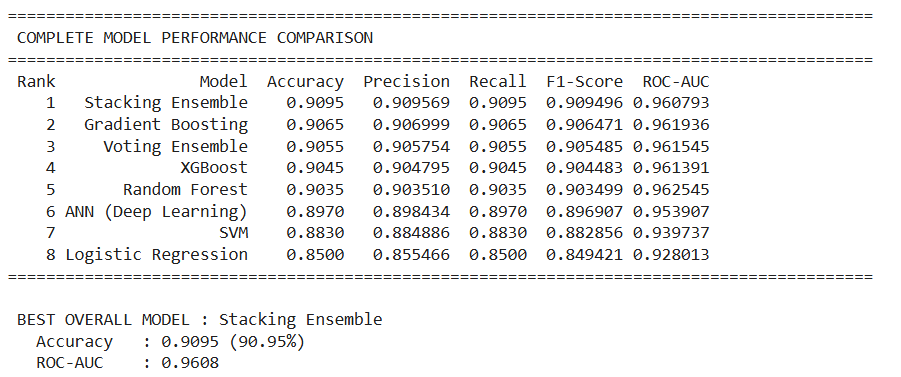 =====================================================================================
COMPLETE MODEL PERFORMANCE COMPARISON
=====================================================================================
Rank Model Accuracy Precision Recall F1-Score ROC-AUC
1 Stacking Ensemble 0.9095 0.909569 0.9095 0.909496 0.960793
2 Gradient Boosting 0.9065 0.906999 0.9065 0.906471 0.961936
3 Voting Ensemble 0.9055 0.905754 0.9055 0.905485 0.961545
4 XGBoost 0.9045 0.904795 0.9045 0.904483 0.961391
5 Random Forest 0.9035 0.903510 0.9035 0.903499 0.962545
6 ANN (Deep Learning) 0.8970 0.898434 0.8970 0.896907 0.953907
7 SVM 0.8830 0.884886 0.8830 0.882856 0.939737
8 Logistic Regression 0.8500 0.855466 0.8500 0.849421 0.928013
=====================================================================================
BEST OVERALL MODEL : Stacking Ensemble
Accuracy : 0.9095 (90.95%)
ROC-AUC : 0.9608